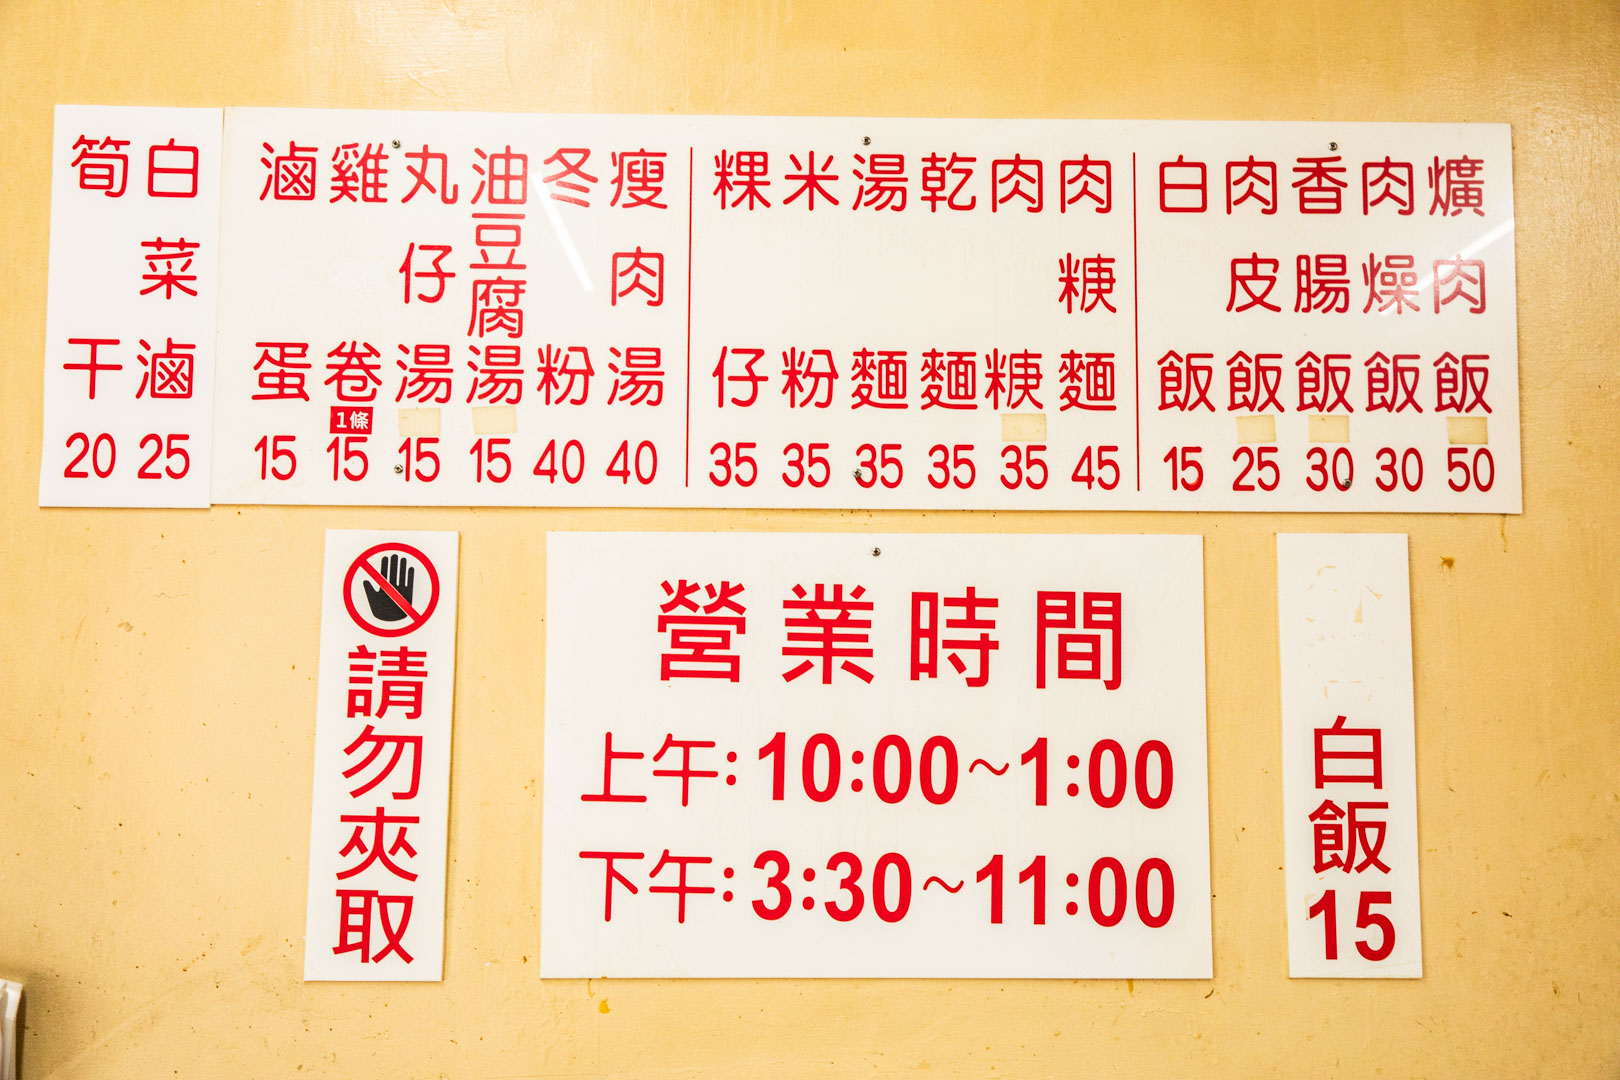 爌肉飯 50
肉燥飯 30
香腸飯 30
肉皮飯 25
白飯 15
肉 麵 45
肉 35
乾麵 35
湯麵 35
米粉 35
粿仔 35
瘦肉湯 40
冬粉 40
油豆腐湯 15
丸仔湯 15
雞卷 1條 15
滷蛋 15
白菜滷 25
筍干 20
請勿夾取
營業時間
上午:10:00~1:00
下午:3:30~11:00
白飯15